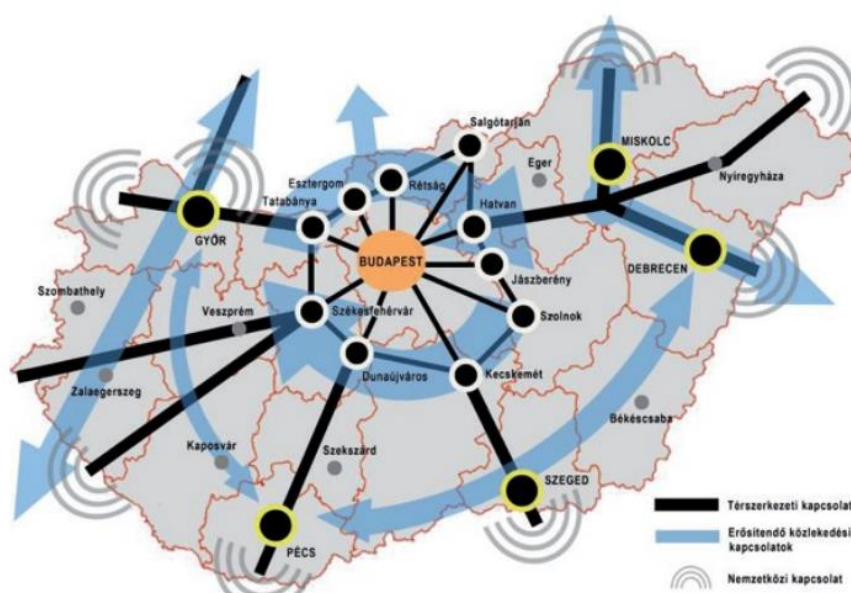 Salgótarján
MISKOLC
Eger
Nyíregyháza
Esztergom
Rétság
Tatabánya
Hatvan
GYŐR
BUDAPEST
DEBRECEN
Jászberény
Szombathely
Veszprém
Székesfehérvár
Szolnok
Zalaegerszeg
Dunaújváros
Kecskemét
Békéscsaba
Kaposvár
Szekszárd
SZEGED
PÉCS
Térszerkezeti kapcsolat
Erősítendő közlekedési
kapcsolatok
Nemzetközi kapcsolat